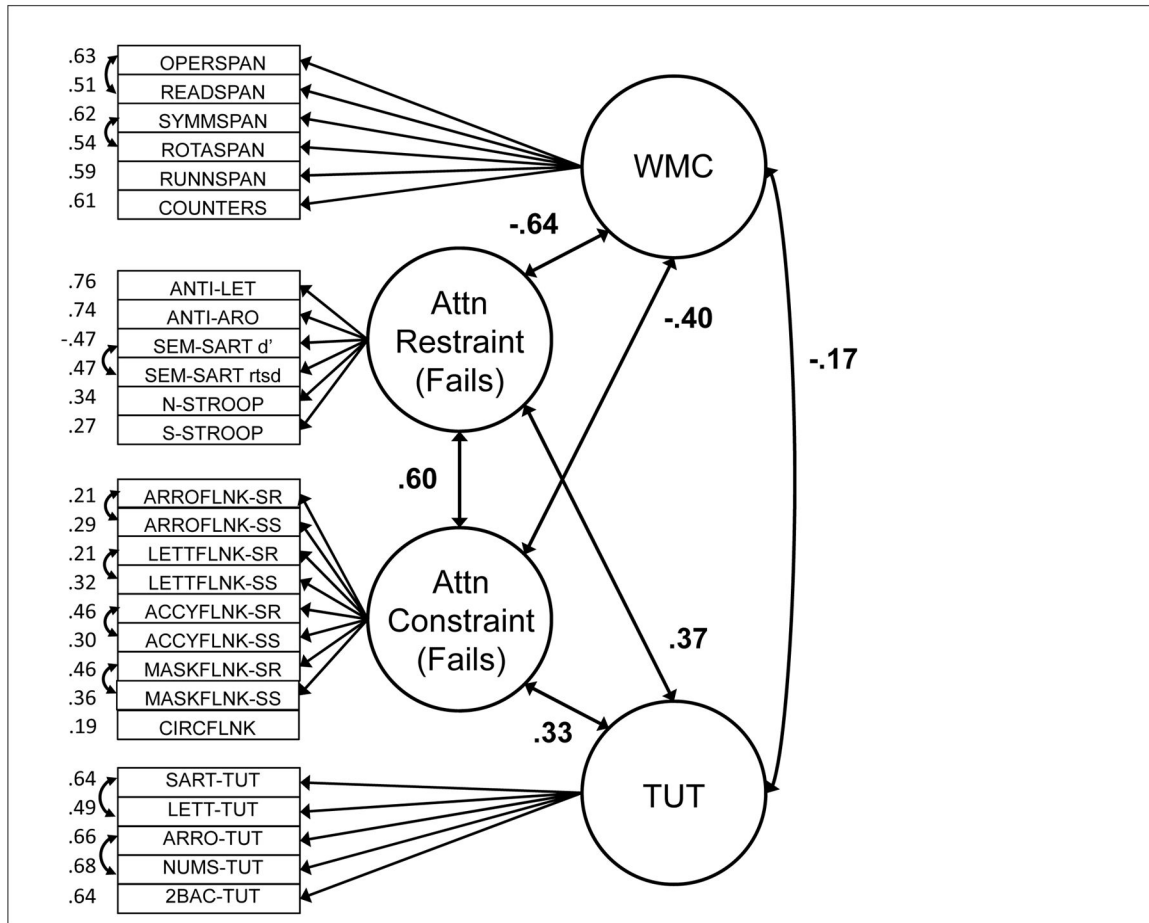 .63 OPERSPAN
.51 READSPAN
.62 SYMMSPAN
.54 ROTASPAN
.59 RUNNSPAN
.61 COUNTERS
WMC
-.64
.76 ANTI-LET
.74 ANTI-ARO
-.47 SEM-SART d’
.47 SEM-SART rtsd
.34 N-STROOP
.27 S-STROOP
Attn
Restraint
(Fails)
-.40
-.17
.60
.21 ARROFLNK-SR
.29 ARROFLNK-SS
.21 LETTFLNK-SR
.32 LETTFLNK-SS
.46 ACCYFLNK-SR
.30 ACCYFLNK-SS
.46 MASKFLNK-SR
.36 MASKFLNK-SS
.19 CIRCFLNK
Attn
Constraint
(Fails)
.37
.33
.64 SART-TUT
.49 LETT-TUT
.66 ARRO-TUT
.68 NUMS-TUT
.64 2BAC-TUT
TUT